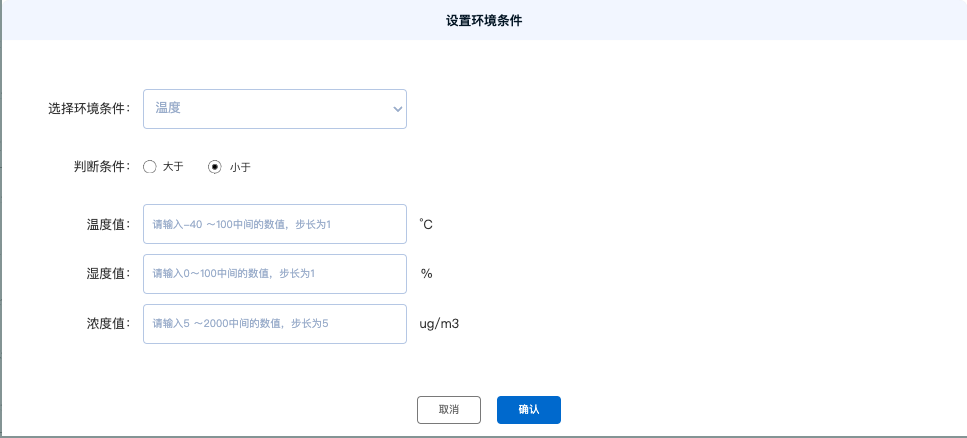 设置环境条件
选择环境条件： 温度
判断条件： 大于 小于
温度值： 请输入-40 ～100中间的数值，步长为1 ℃
湿度值： 请输入0～100中间的数值，步长为1 %
浓度值： 请输入5 ～2000中间的数值，步长为5 ug/m3
取消 确认